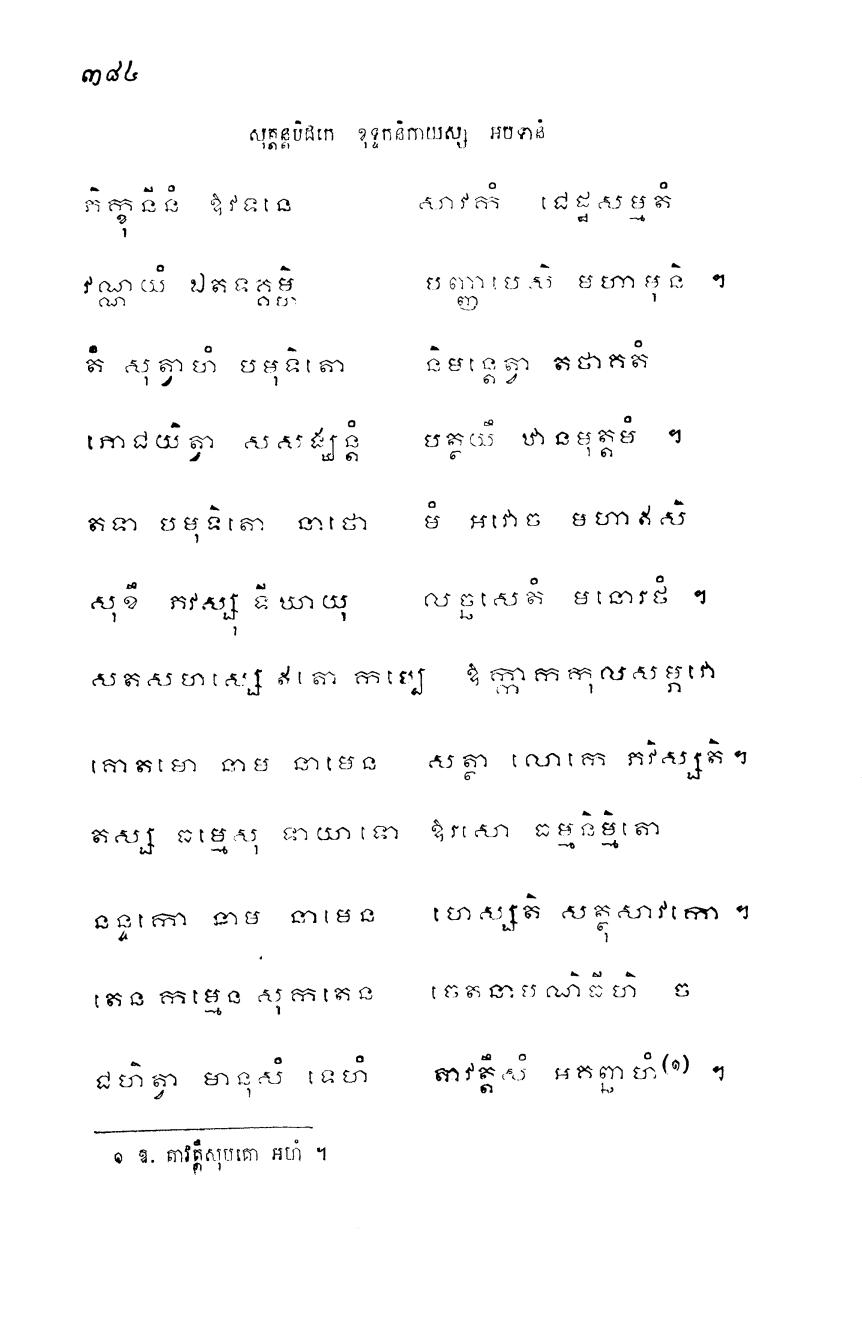 ៣៨៤
សុត្តន្តបិដកេ ខុទ្ទកនិកាយស្ស អបទានំ
ភិក្ខុនីនំ ឱវទនេ សាវកំ ជេដ្ឋសម្មតំ
វណ្ណយំ ឯតទគ្គម្ហិ បញ្ញាបេសិ មហាមុនិ ។
តំ សុត្វាហំ បមុទិតោ និមន្តេត្វា តថាគតំ
ភោជយិត្វា សសង្ឃន្តំ បត្ថយឹ ឋានមុត្តមំ ។
តទា បមុទិតោ នាថោ មំ អវោច មហាឥសិ
សុខី ភវស្សុ ទីឃាយុ លច្ឆសេតំ មនោរថំ ។
សតសហស្សេ ឥតោ កប្បេ ឱក្កាកកុលសម្ភវោ
គោតមោ នាម នាមេន សត្ថា លោកេ ភវិស្សតិ ។
តស្ស ធម្មេសុ ទាយាទោ ឱរសោ ធម្មនិម្មិតោ
នន្ទកោ នាម នាមេន ហេស្សតិ សត្ថុសាវកោ ។
តេន កម្មេន សុកតេន ចេតនាបណិធីហិ ច
ជហិត្វា មានុសំ ទេហំ តាវត្តឹសំ អគញ្ឆហំ(១) ។
១ ឱ. តាវត្តឹសុបគោ អហំ ។